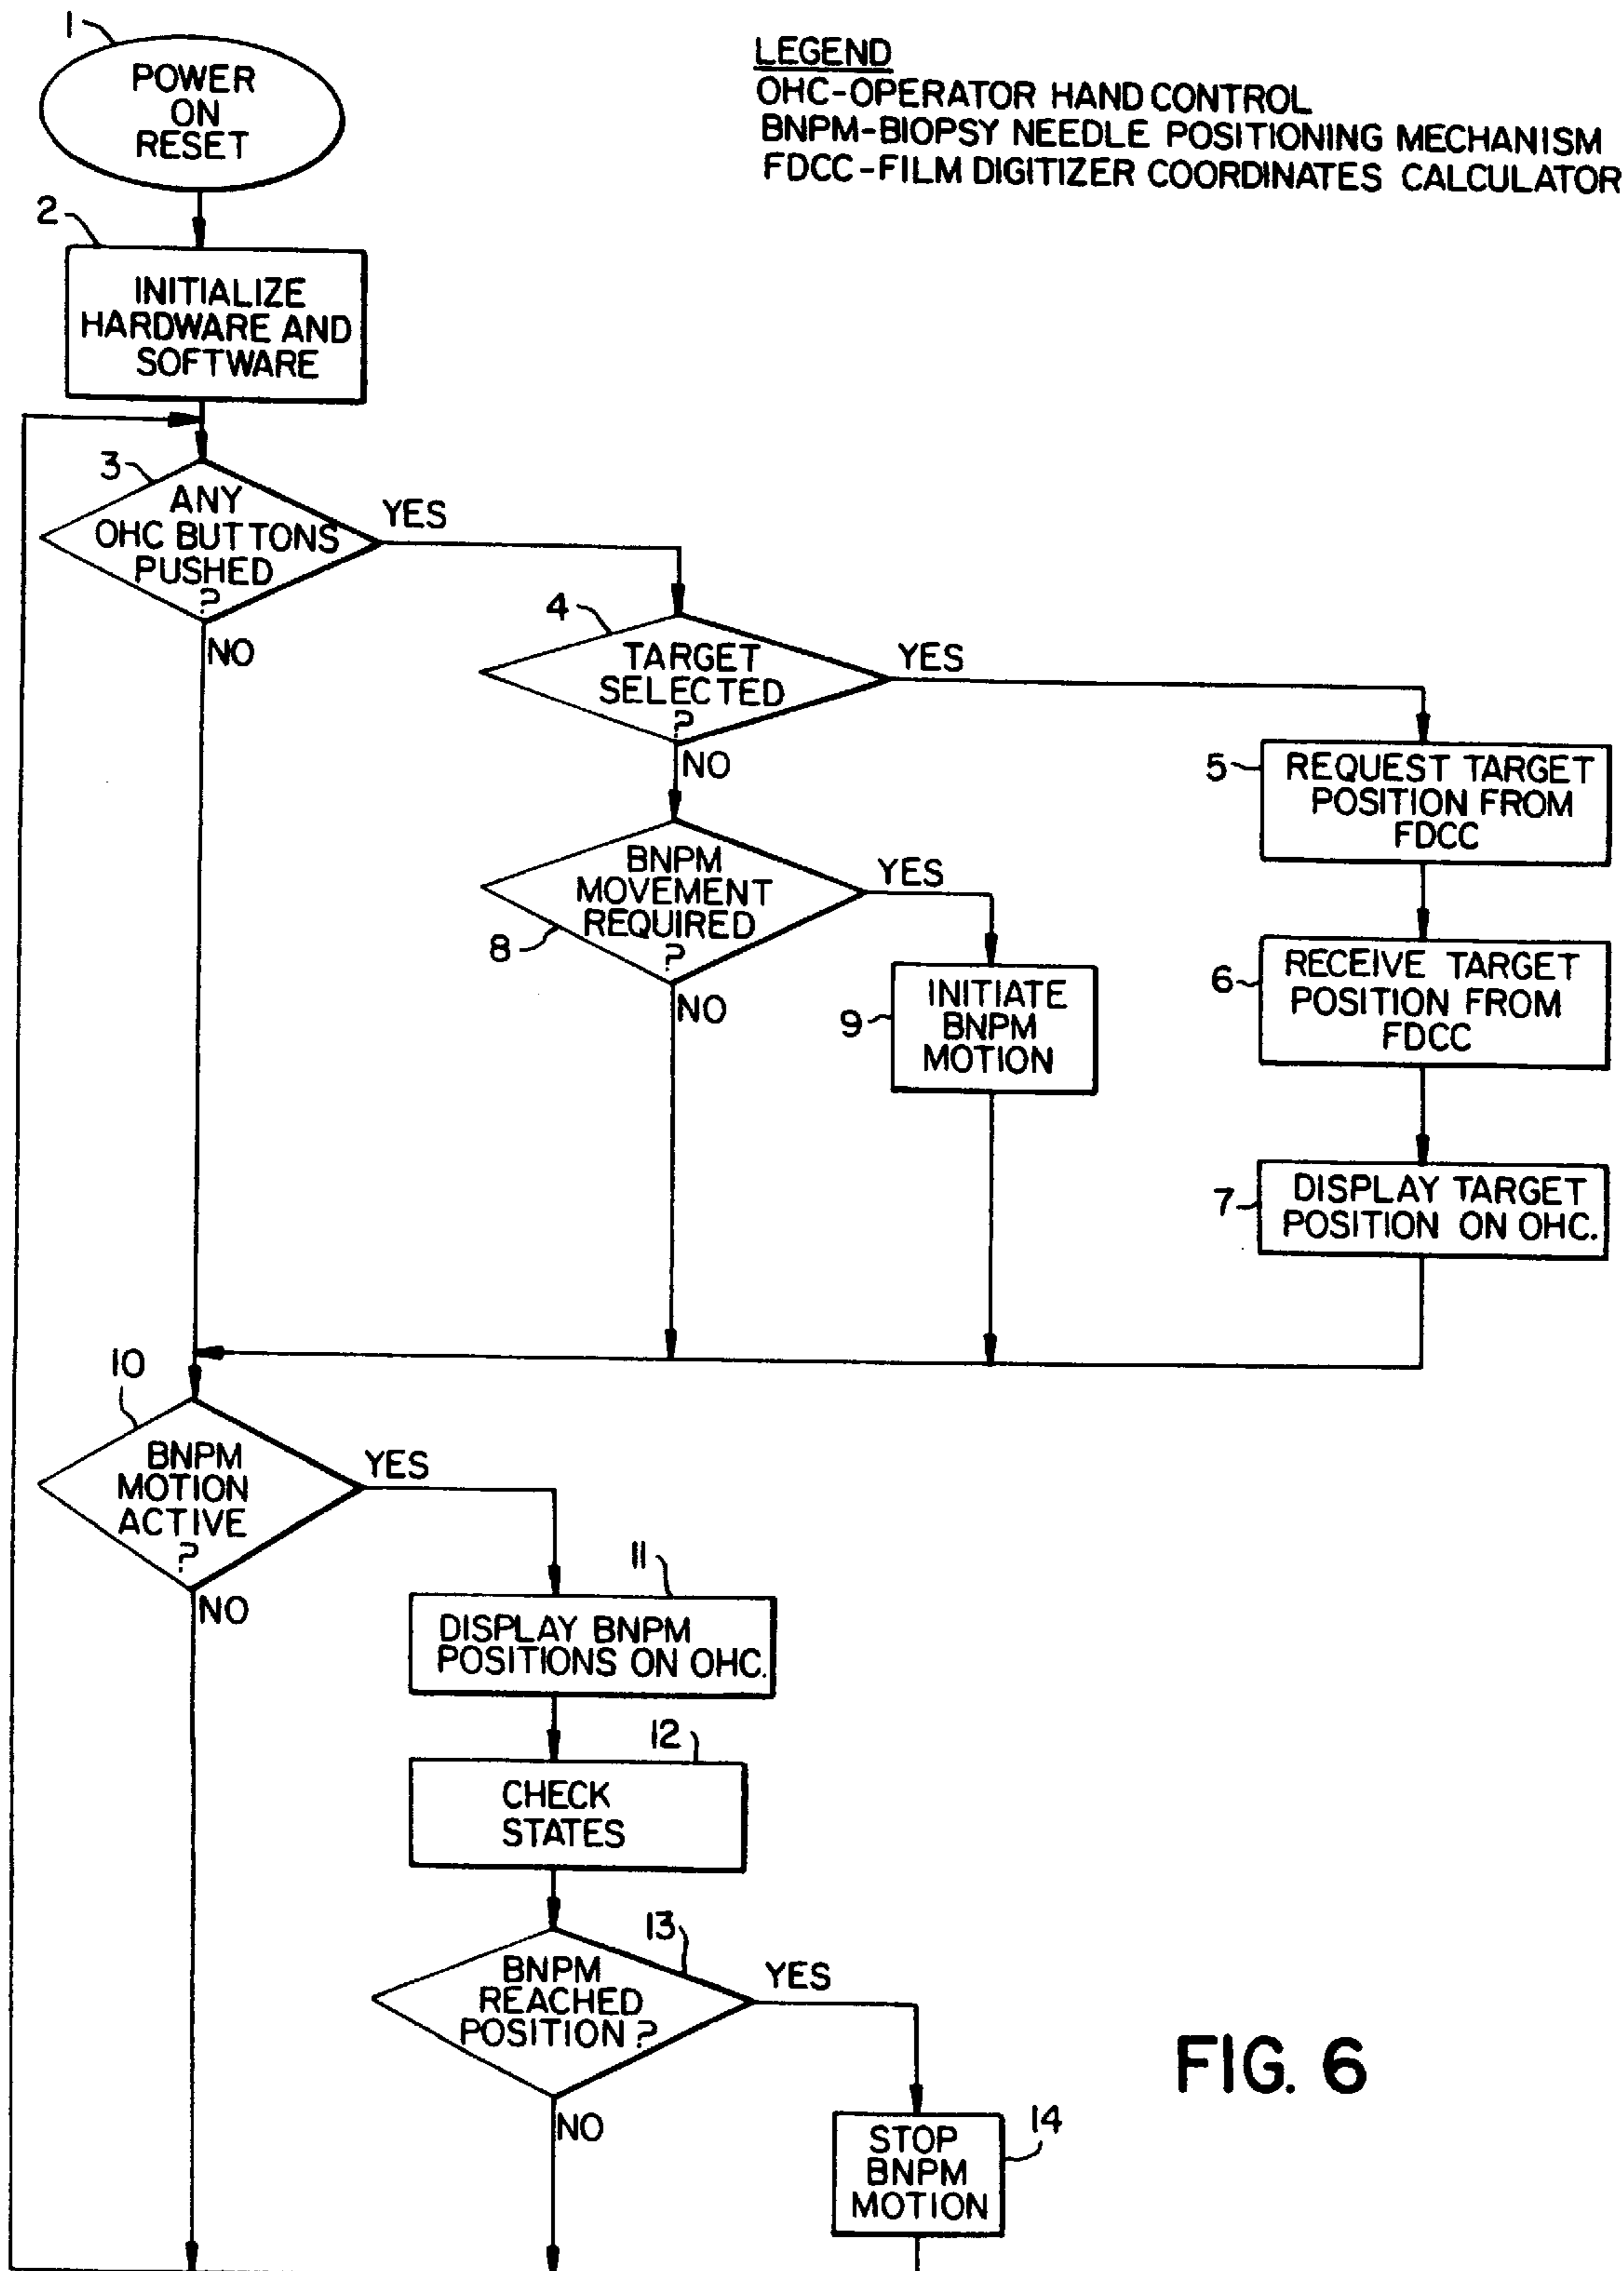 1
POWER
ON
RESET
LEGEND
OHC-OPERATOR HAND CONTROL
BNPM-BIOPSY NEEDLE POSITIONING MECHANISM
FDCC-FILM DIGITIZER COORDINATES CALCULATOR
2
INITIALIZE
HARDWARE AND
SOFTWARE
3
ANY
OHC BUTTONS
PUSHED
?
YES
NO
4
TARGET
SELECTED
?
YES
NO
5
REQUEST TARGET
POSITION FROM
FDCC
6
RECEIVE TARGET
POSITION FROM
FDCC
7
DISPLAY TARGET
POSITION ON OHC.
8
BNPM
MOVEMENT
REQUIRED
?
YES
NO
9
INITIATE
BNPM
MOTION
10
BNPM
MOTION
ACTIVE
?
YES
NO
11
DISPLAY BNPM
POSITIONS ON OHC.
12
CHECK
STATES
13
BNPM
REACHED
POSITION?
YES
NO
14
STOP
BNPM
MOTION
FIG. 6